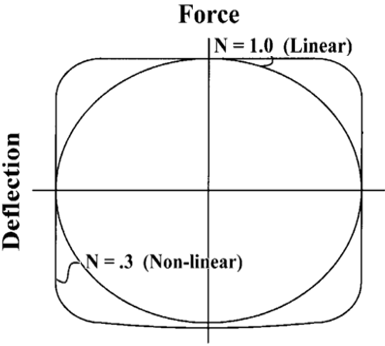 Force
N = 1.0 (Linear)
Deflection
N = .3 (Non-linear)